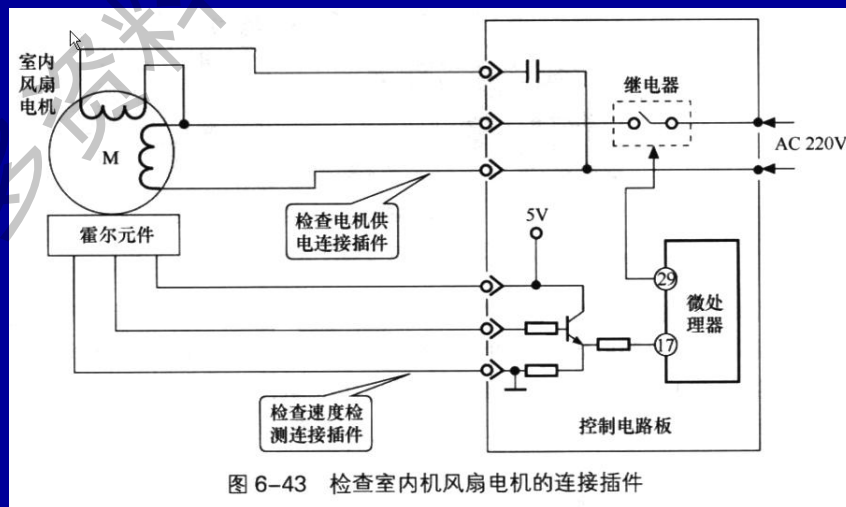 多资料
室内
风扇
电机
M
霍尔元件
继电器
AC 220V
检查电机供
电连接插件
5V
29
微处
理器
17
检查速度检
测连接插件
控制电路板
图 6-43 检查室内机风扇电机的连接插件